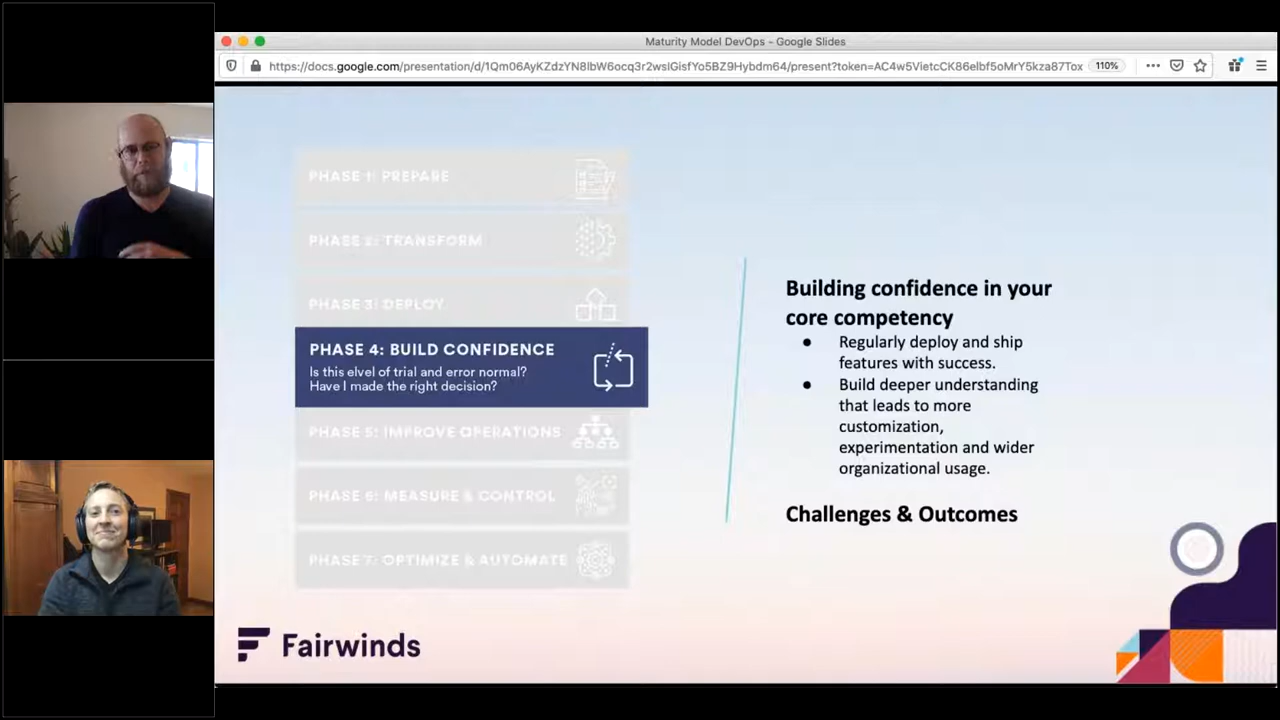 Maturity Model DevOps - Google Slides
https://docs.google.com/presentation/d/1Qm06AyKZdzYN8lbW6ocq3r2wslGisfYo5BZ9Hybdm64/present?token=AC4w5VietcCK86elbf5oMrY5kza87Tox
110%
PHASE 1: PREPARE
PHASE 2: TRANSFORM
PHASE 3: DEPLOY
PHASE 4: BUILD CONFIDENCE
Is this elvel of trial and error normal?
Have I made the right decision?
PHASE 5: IMPROVE OPERATIONS
PHASE 6: MEASURE & CONTROL
PHASE 7: OPTIMIZE & AUTOMATE
Building confidence in your
core competency
• Regularly deploy and ship
features with success.
• Build deeper understanding
that leads to more
customization,
experimentation and wider
organizational usage.
Challenges & Outcomes
Fairwinds